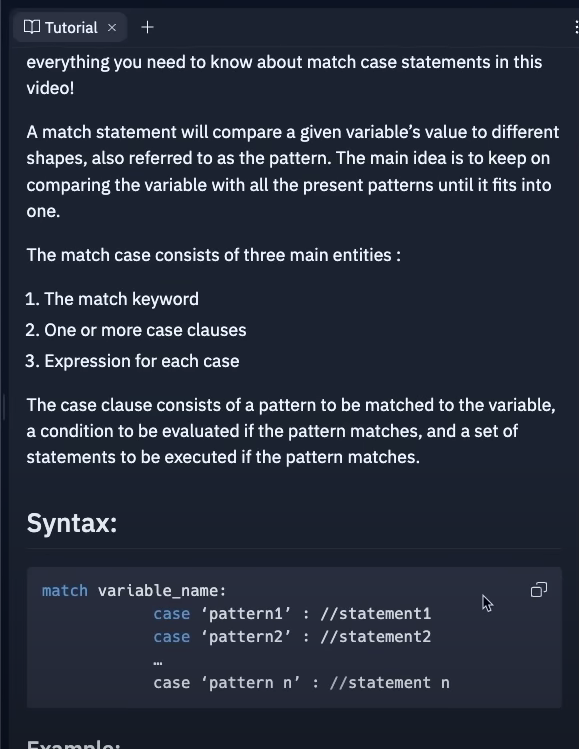 Tutorial
everything you need to know about match case statements in this
video!
A match statement will compare a given variable’s value to different
shapes, also referred to as the pattern. The main idea is to keep on
comparing the variable with all the present patterns until it fits into
one.
The match case consists of three main entities :
1. The match keyword
2. One or more case clauses
3. Expression for each case
The case clause consists of a pattern to be matched to the variable,
a condition to be evaluated if the pattern matches, and a set of
statements to be executed if the pattern matches.
Syntax:
match variable_name:
case ‘pattern1’ : //statement1
case ‘pattern2’ : //statement2
…
case ‘pattern n’ : //statement n
Example: